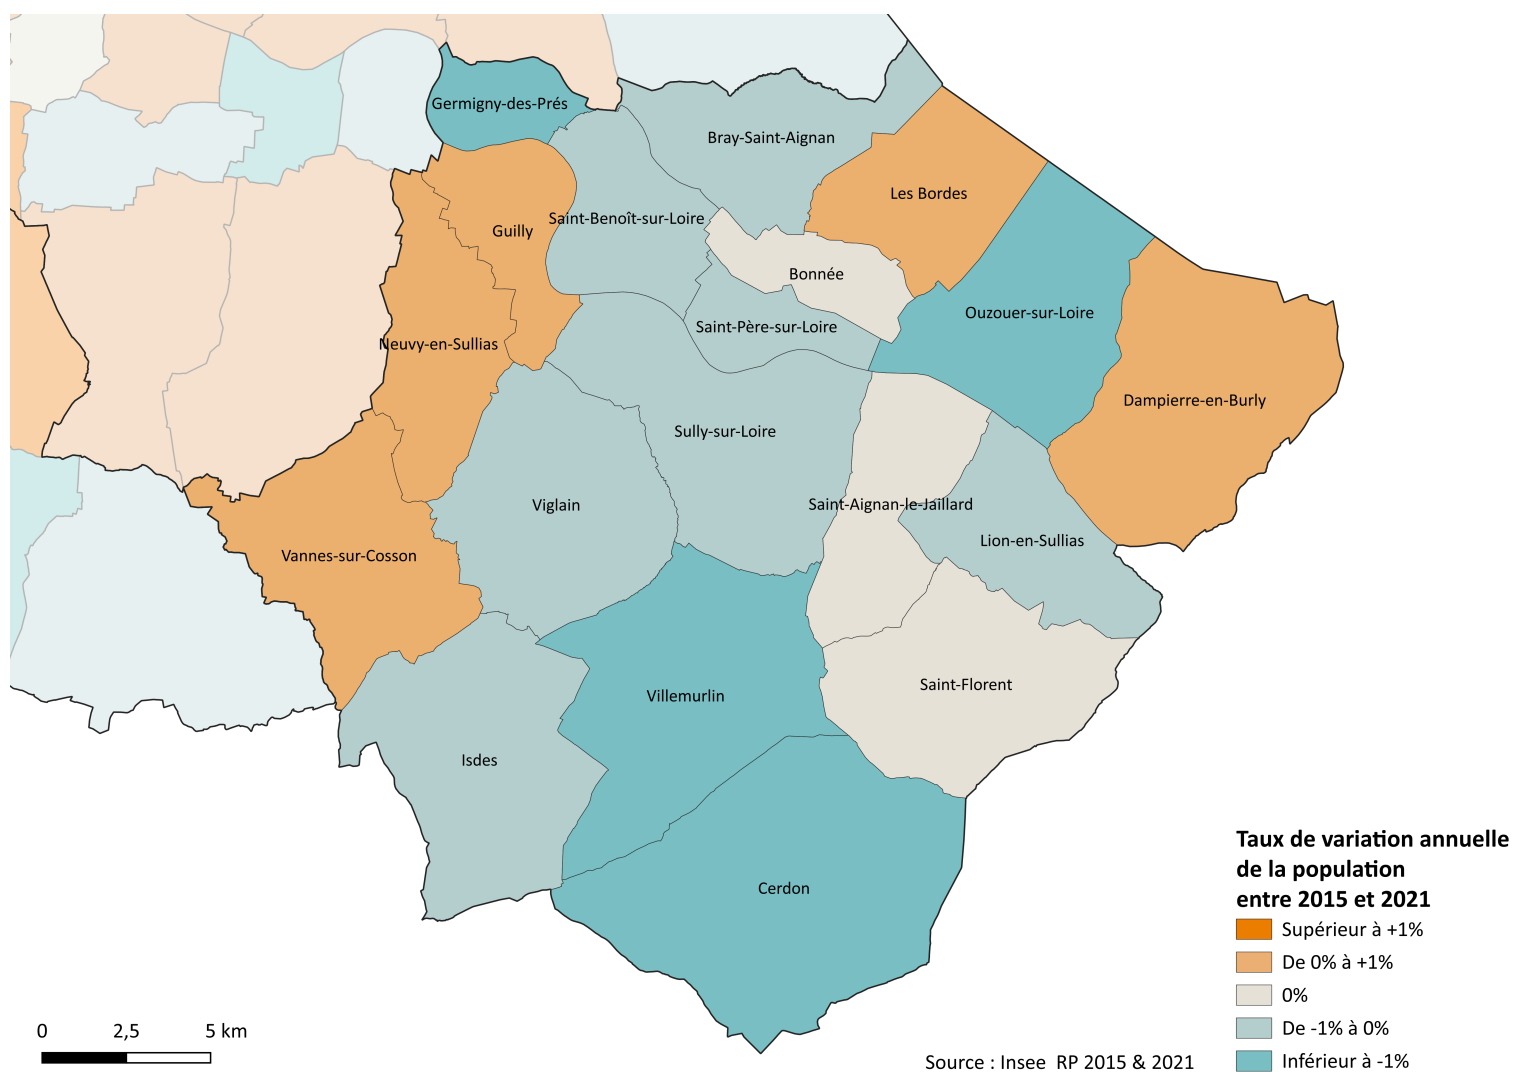 Germigny-des-Prés
Bray-Saint-Aignan
Les Bordes
Saint-Benoît-sur-Loire
Guilly
Bonnée
Ouzouer-sur-Loire
Saint-Père-sur-Loire
Neuvy-en-Sullias
Dampierre-en-Burly
Sully-sur-Loire
Viglain
Saint-Aignan-le-Jaillard
Lion-en-Sullias
Vannes-sur-Cosson
Saint-Florent
Villemurlin
Isdes
Cerdon
Taux de variation annuelle
de la population
entre 2015 et 2021
Supérieur à +1%
De 0% à +1%
0%
De -1% à 0%
Inférieur à -1%
0 2,5 5 km
Source : Insee RP 2015 & 2021